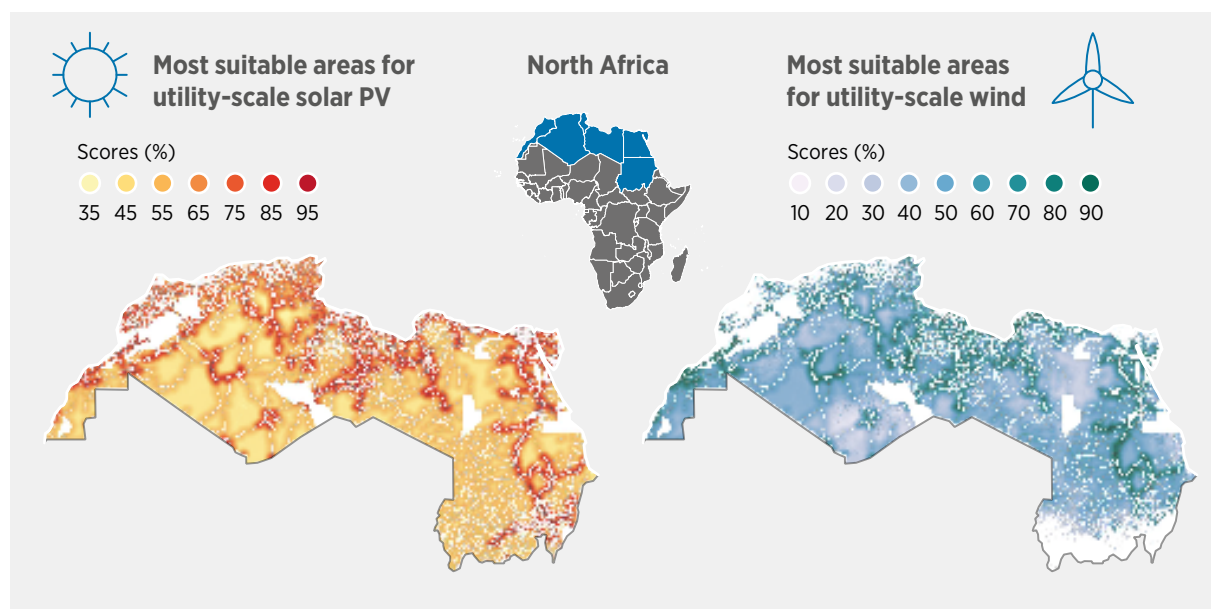 Most suitable areas for
utility-scale solar PV
Scores (%)
35 45 55 65 75 85 95
North Africa
Most suitable areas
for utility-scale wind
Scores (%)
10 20 30 40 50 60 70 80 90